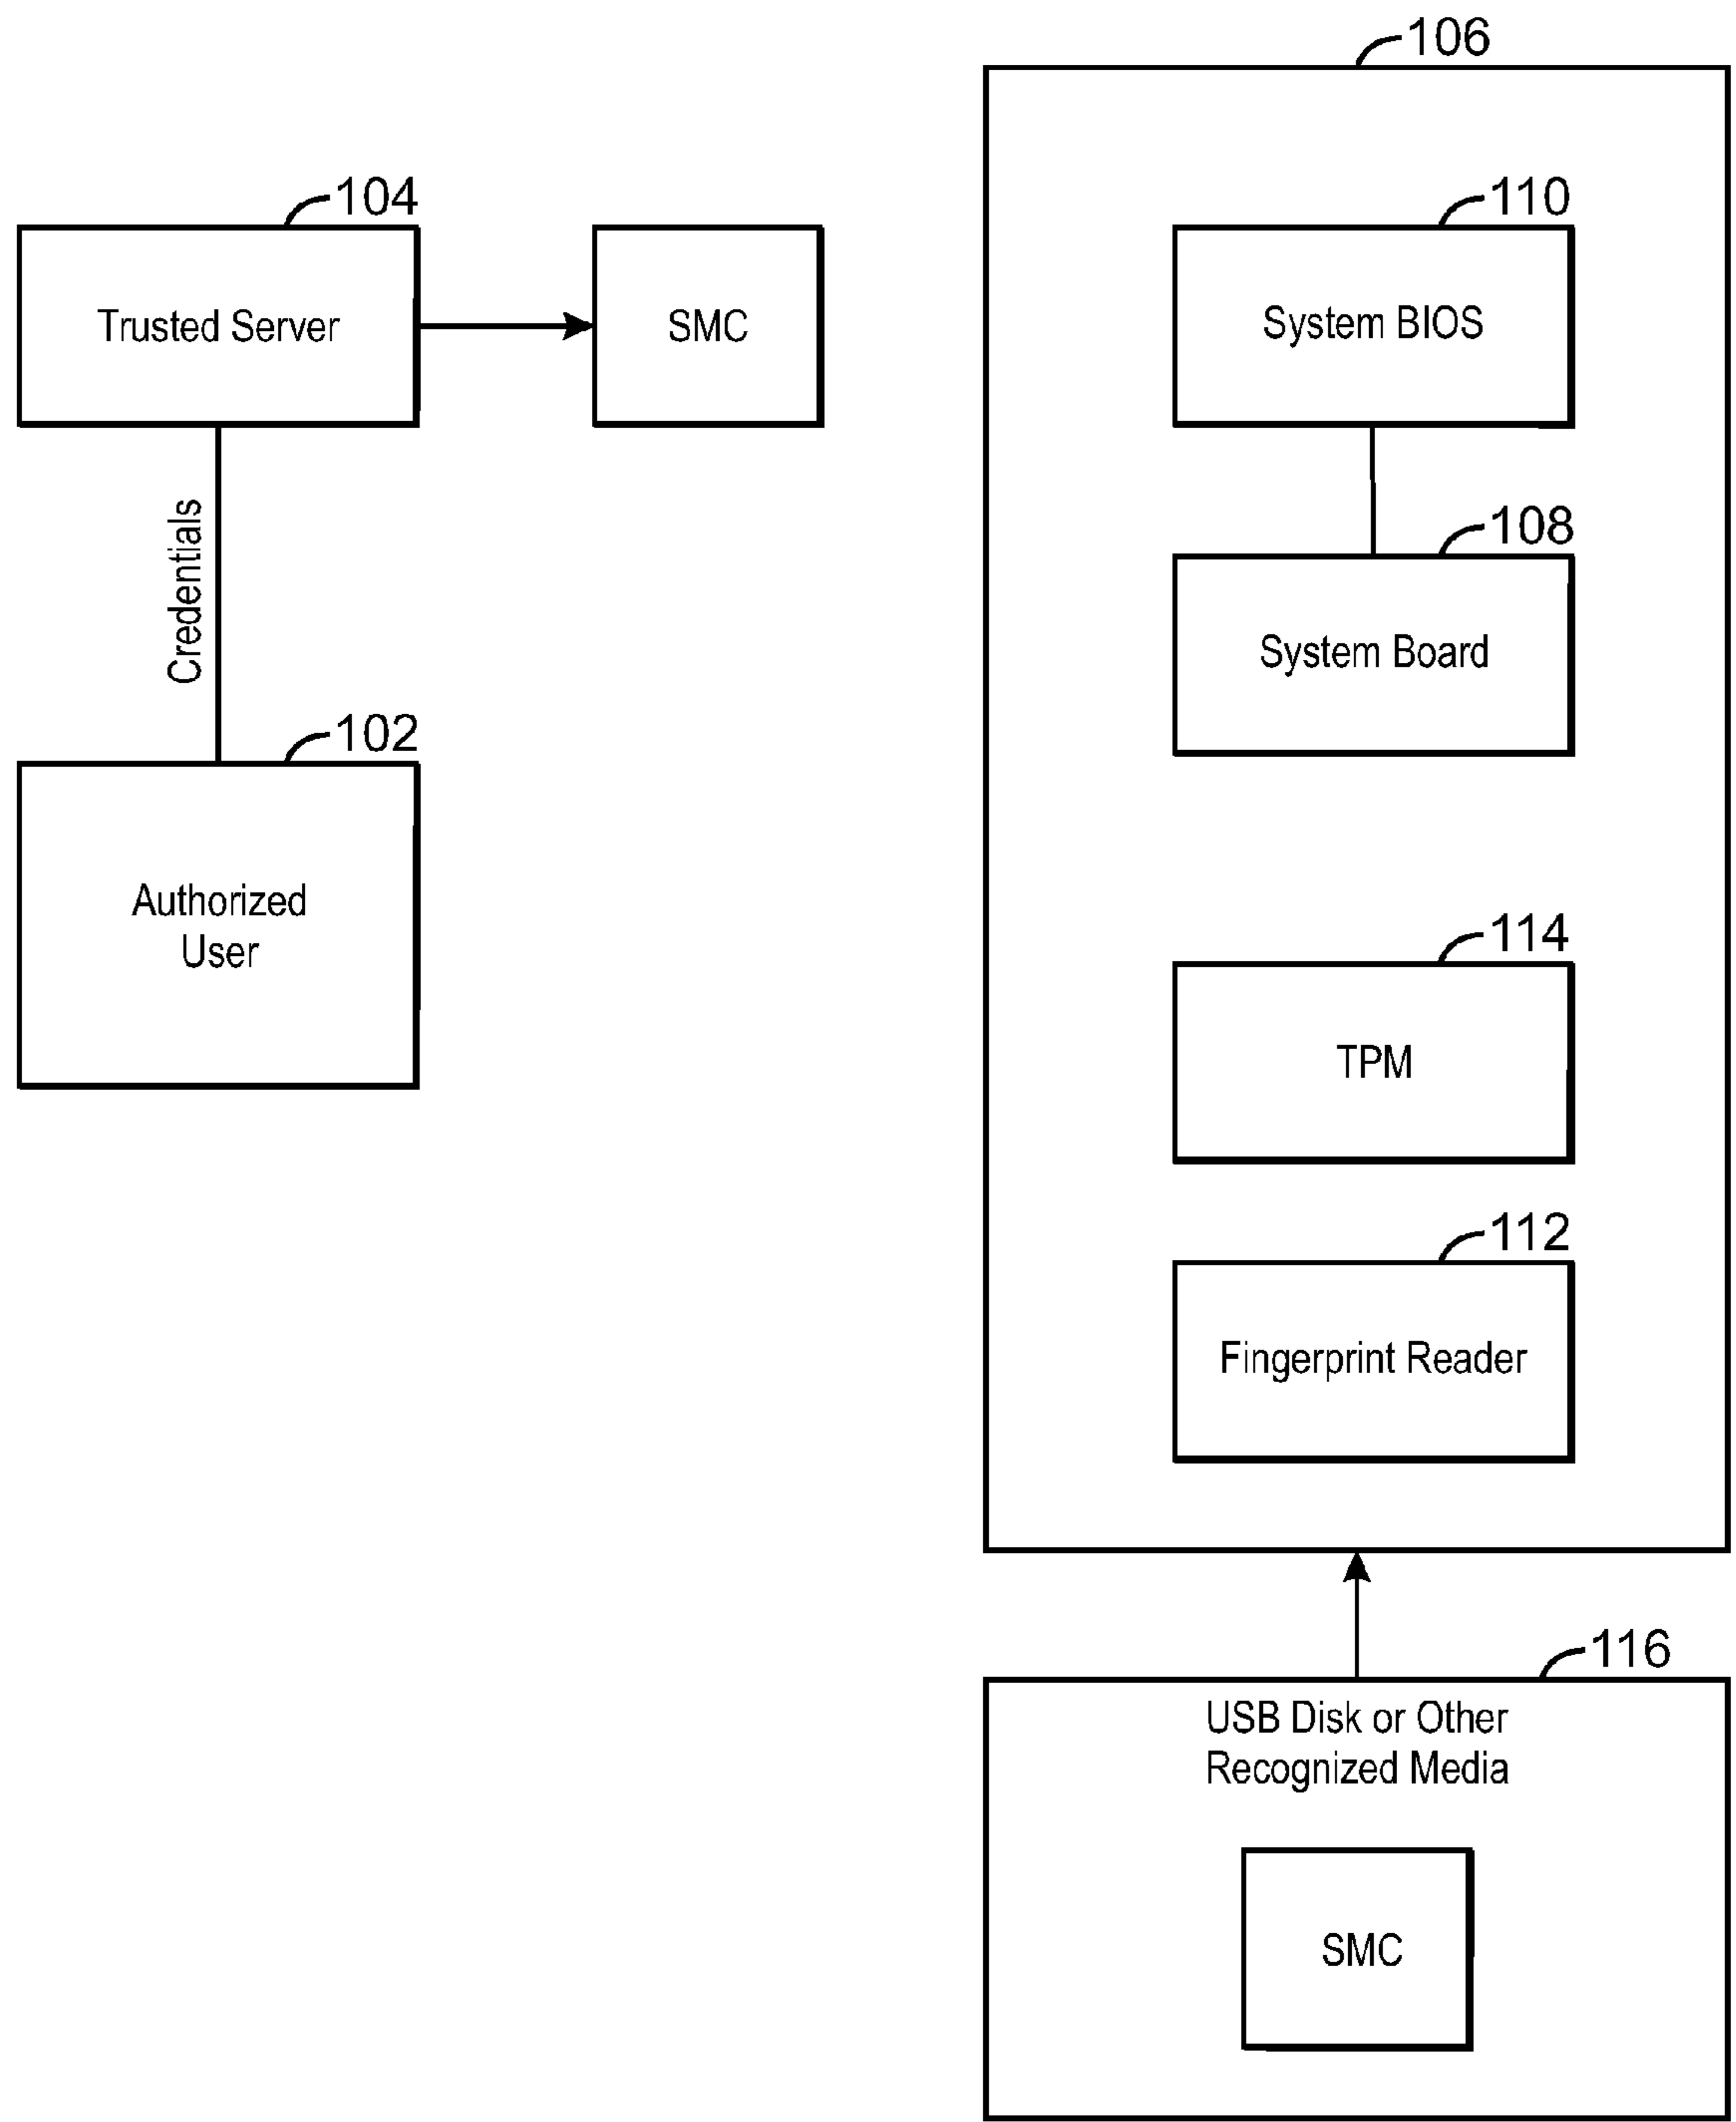 104
Trusted Server
SMC
Credentials
102
Authorized
User
106
110
System BIOS
108
System Board
114
TPM
112
Fingerprint Reader
116
USB Disk or Other
Recognized Media
SMC